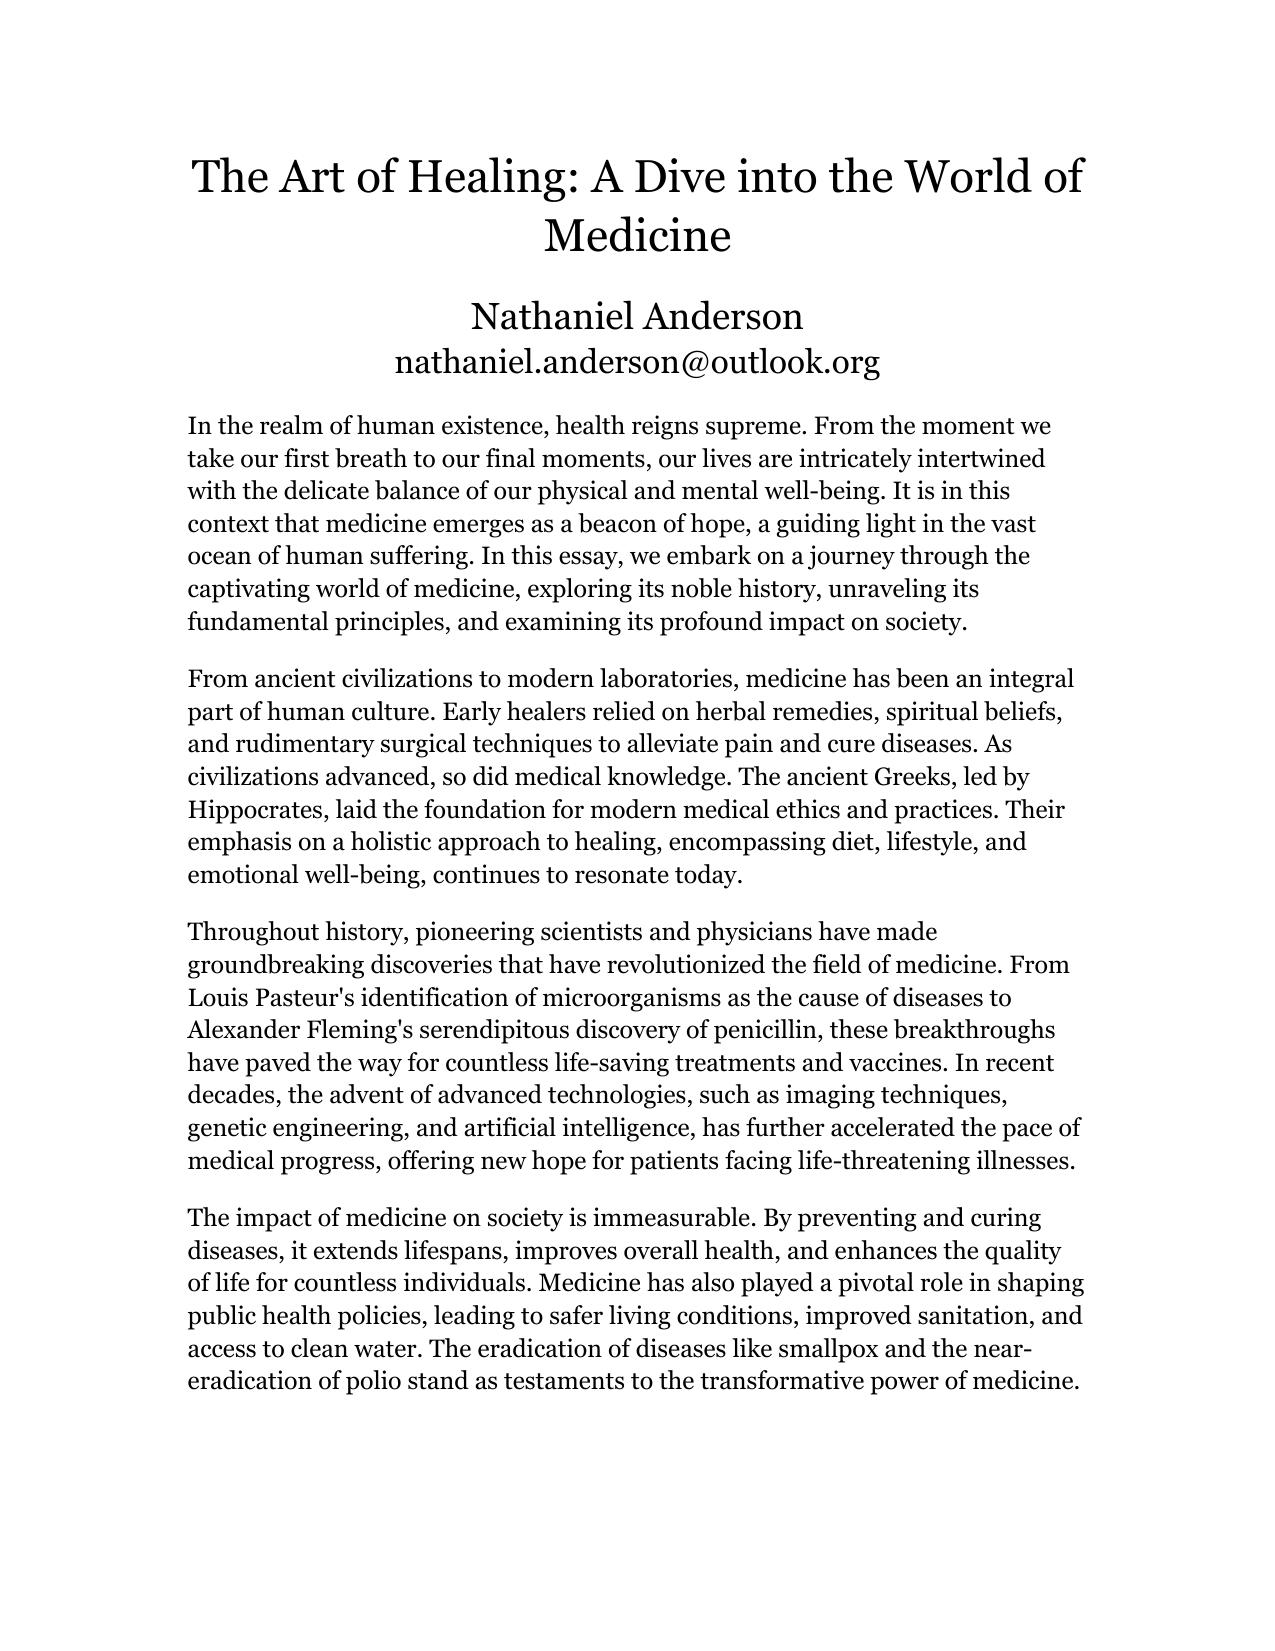 The Art of Healing: A Dive into the World of
Medicine
Nathaniel Anderson
nathaniel.anderson@outlook.org
In the realm of human existence, health reigns supreme. From the moment we
take our first breath to our final moments, our lives are intricately intertwined
with the delicate balance of our physical and mental well-being. It is in this
context that medicine emerges as a beacon of hope, a guiding light in the vast
ocean of human suffering. In this essay, we embark on a journey through the
captivating world of medicine, exploring its noble history, unraveling its
fundamental principles, and examining its profound impact on society.
From ancient civilizations to modern laboratories, medicine has been an integral
part of human culture. Early healers relied on herbal remedies, spiritual beliefs,
and rudimentary surgical techniques to alleviate pain and cure diseases. As
civilizations advanced, so did medical knowledge. The ancient Greeks, led by
Hippocrates, laid the foundation for modern medical ethics and practices. Their
emphasis on a holistic approach to healing, encompassing diet, lifestyle, and
emotional well-being, continues to resonate today.
Throughout history, pioneering scientists and physicians have made
groundbreaking discoveries that have revolutionized the field of medicine. From
Louis Pasteur's identification of microorganisms as the cause of diseases to
Alexander Fleming's serendipitous discovery of penicillin, these breakthroughs
have paved the way for countless life-saving treatments and vaccines. In recent
decades, the advent of advanced technologies, such as imaging techniques,
genetic engineering, and artificial intelligence, has further accelerated the pace of
medical progress, offering new hope for patients facing life-threatening illnesses.
The impact of medicine on society is immeasurable. By preventing and curing
diseases, it extends lifespans, improves overall health, and enhances the quality
of life for countless individuals. Medicine has also played a pivotal role in shaping
public health policies, leading to safer living conditions, improved sanitation, and
access to clean water. The eradication of diseases like smallpox and the near-
eradication of polio stand as testaments to the transformative power of medicine.